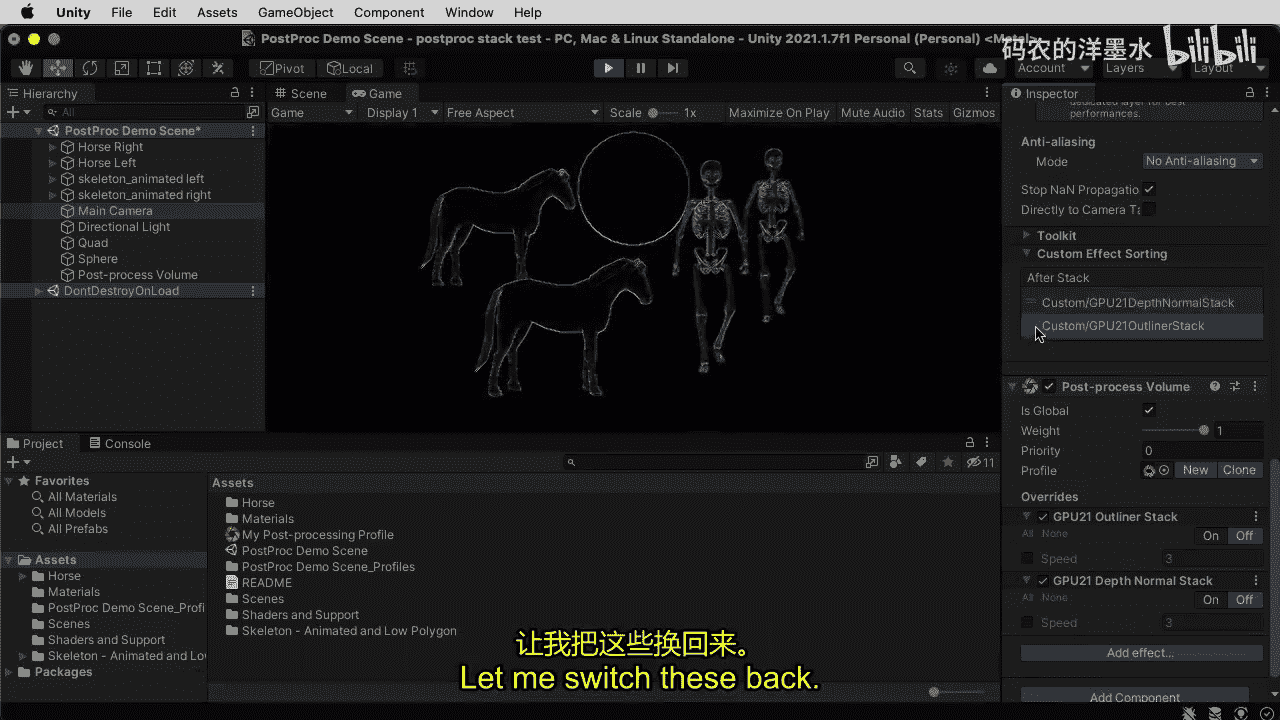 Unity File Edit Assets GameObject Component Window Help
PostProc Demo Scene - postproc stack test - PC, Mac & Linux Standalone - Unity 2021.1.7f1 Personal (Personal) <Metal>
码农的洋墨水 bilibili
Pivot Local Account Layers Layout
Hierarchy Scene Game Inspector
All Game Display 1 Free Aspect Scale 1x Maximize On Play Mute Audio Stats Gizmos
dedicated layer for best
performances.
PostProc Demo Scene*
Horse Right
Horse Left
skeleton_animated left
skeleton_animated right
Main Camera
Directional Light
Quad
Sphere
Post-process Volume
DontDestroyOnLoad
Anti-aliasing
Mode No Anti-aliasing
Stop NaN Propagatio
Directly to Camera Ta
Toolkit
Custom Effect Sorting
After Stack
Custom/GPU21DepthNormalStack
Custom/GPU21OutlinerStack
Post-process Volume
Is Global
Weight 1
Priority 0
Profile New Clone
Overrides
GPU21 Outliner Stack
All None On Off
Speed 3
GPU21 Depth Normal Stack
All None On Off
Speed 3
Add effect...
Add Component
Project Console
11
Favorites
All Materials
All Models
All Prefabs
Assets
Horse
Materials
PostProc Demo Scene_Profi
Scenes
Shaders and Support
Skeleton - Animated and Lo
Packages
Assets
Horse
Materials
My Post-processing Profile
PostProc Demo Scene
PostProc Demo Scene_Profiles
README
Scenes
Shaders and Support
Skeleton - Animated and Low Polygon
让我把这些换回来。
Let me switch these back.